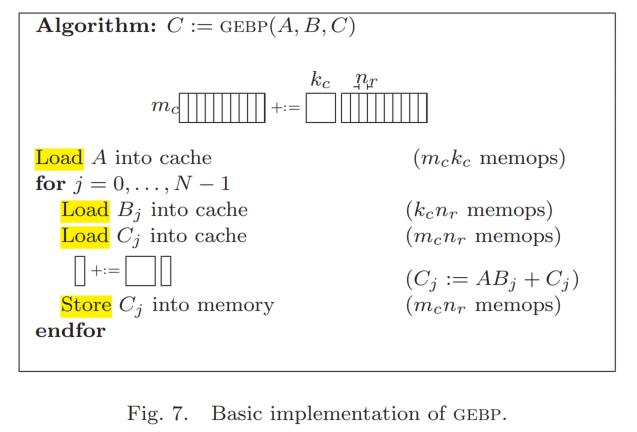 Algorithm: C := GEBP(A, B, C)
k_c n_r
m_c +:=
Load A into cache (m_c k_c memops)
for j = 0, . . . , N − 1
Load B_j into cache (k_c n_r memops)
Load C_j into cache (m_c n_r memops)
+:= (C_j := AB_j + C_j)
Store C_j into memory (m_c n_r memops)
endfor
Fig. 7. Basic implementation of GEBP.